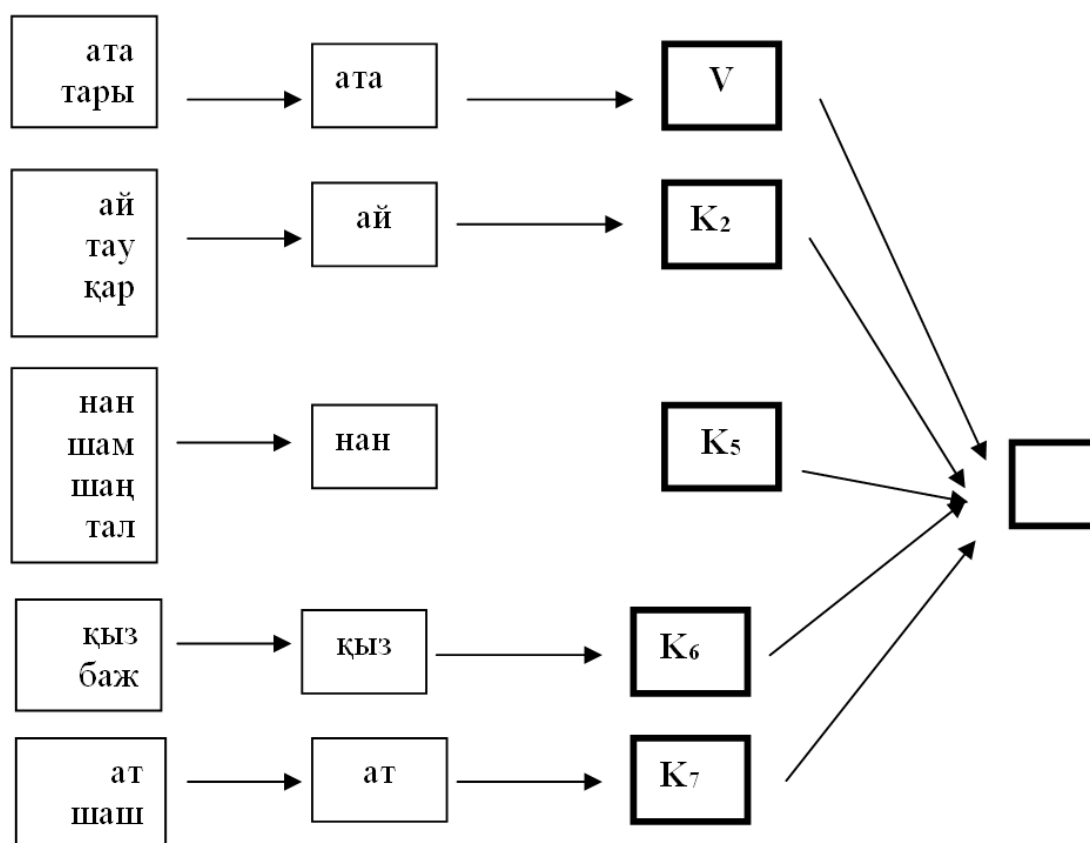 ата
тары
ата
V
ай
тау
қар
ай
K₂
нан
шам
шаң
тал
нан
K₅
қыз
баж
қыз
K₆
ат
шаш
ат
K₇